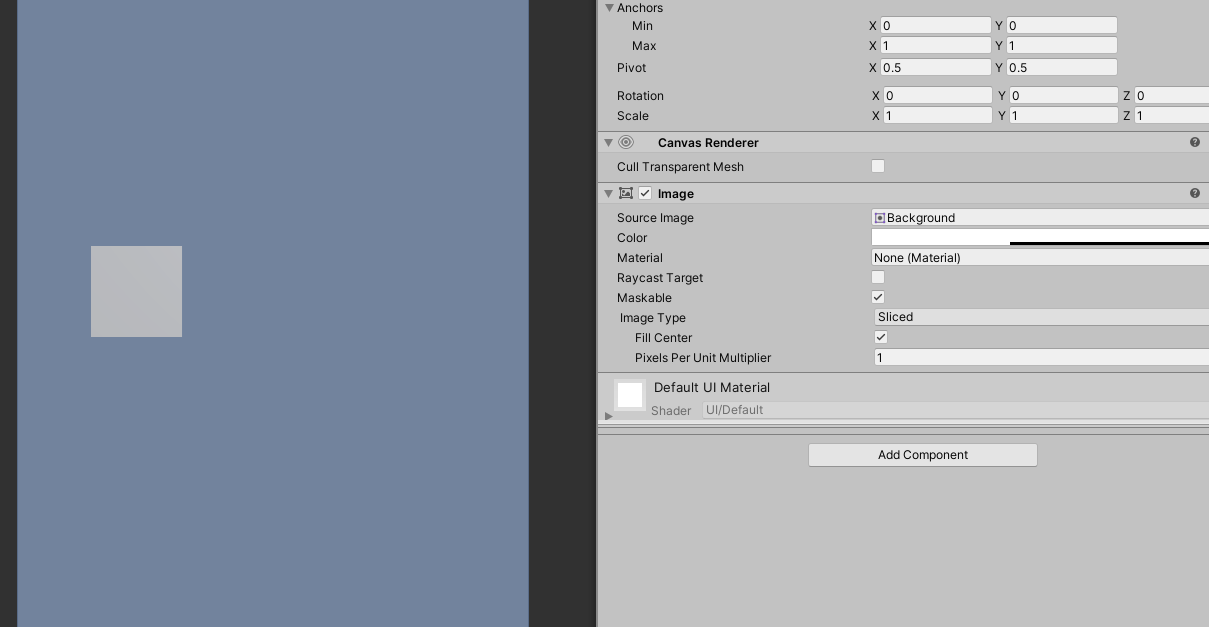 Anchors
Min X 0 Y 0
Max X 1 Y 1
Pivot X 0.5 Y 0.5
Rotation X 0 Y 0 Z 0
Scale X 1 Y 1 Z 1
Canvas Renderer
Cull Transparent Mesh
Image
Source Image Background
Color
Material None (Material)
Raycast Target
Maskable
Image Type Sliced
Fill Center
Pixels Per Unit Multiplier 1
Default UI Material
Shader UI/Default
Add Component